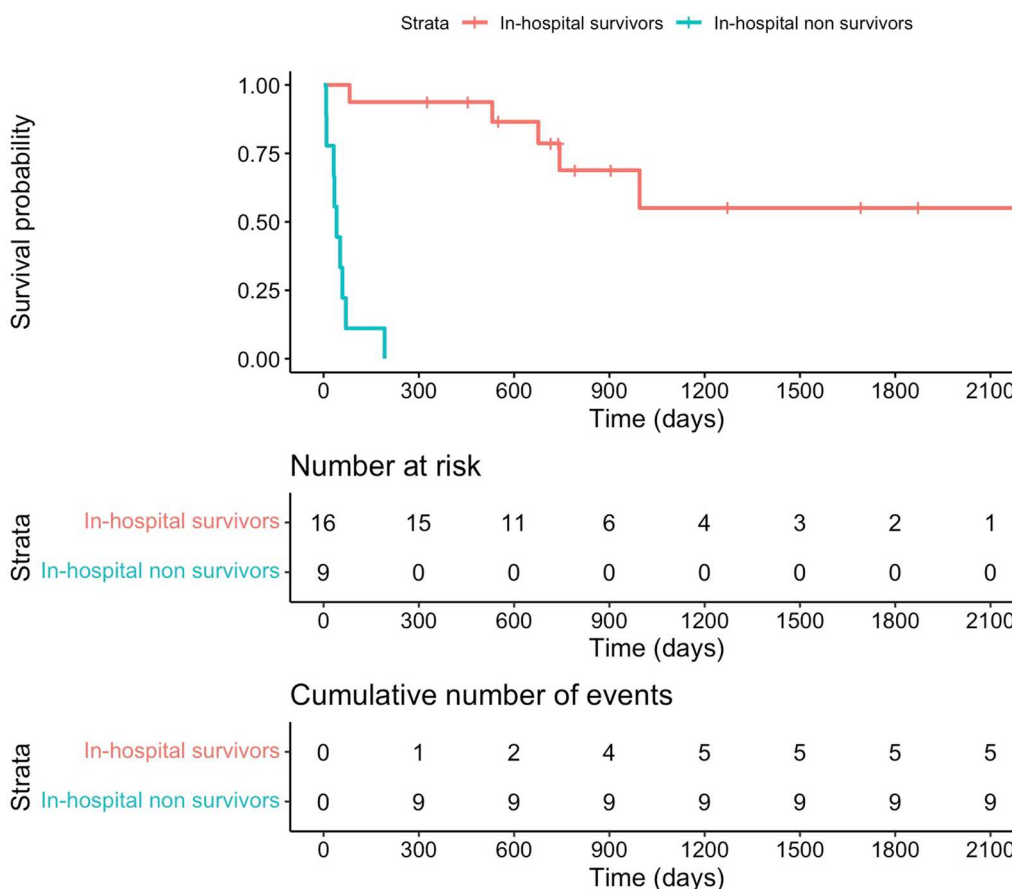 Strata In-hospital survivors In-hospital non survivors
Survival probability
1.00
0.75
0.50
0.25
0.00
0 300 600 900 1200 1500 1800 2100
Time (days)
Number at risk
Strata
In-hospital survivors 16 15 11 6 4 3 2 1
In-hospital non survivors 9 0 0 0 0 0 0 0
0 300 600 900 1200 1500 1800 2100
Time (days)
Cumulative number of events
Strata
In-hospital survivors 0 1 2 4 5 5 5 5
In-hospital non survivors 0 9 9 9 9 9 9 9
0 300 600 900 1200 1500 1800 2100
Time (days)